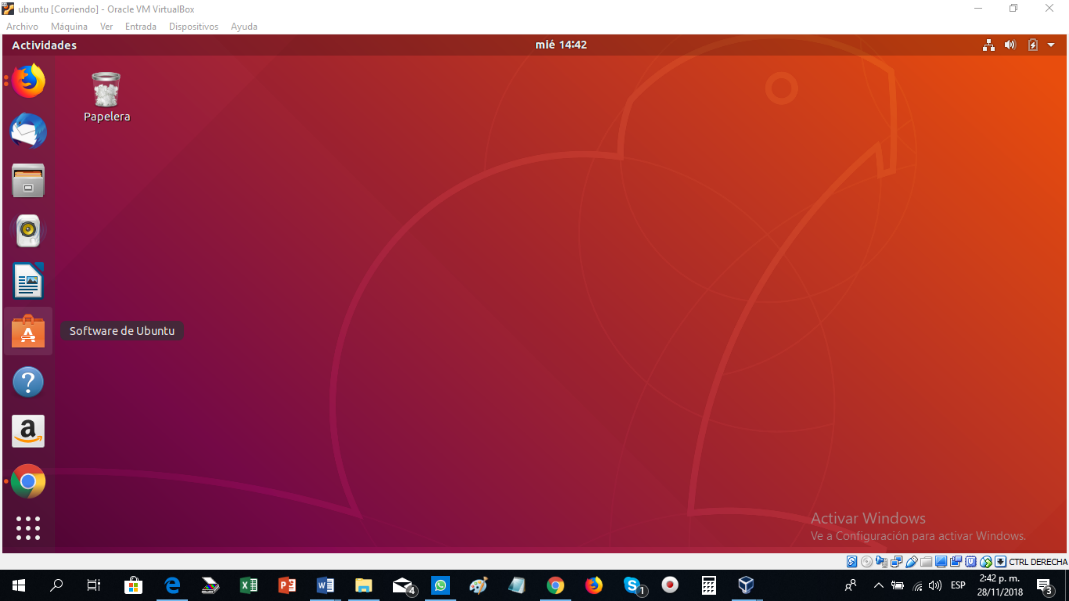 ubuntu [Corriendo] - Oracle VM VirtualBox
Archivo Máquina Ver Entrada Dispositivos Ayuda
Actividades mié 14:42
Papelera
Software de Ubuntu
Activar Windows
Ve a Configuración para activar Windows.
CTRL DERECHA
ESP 2:42 p. m.
28/11/2018
4
1
3